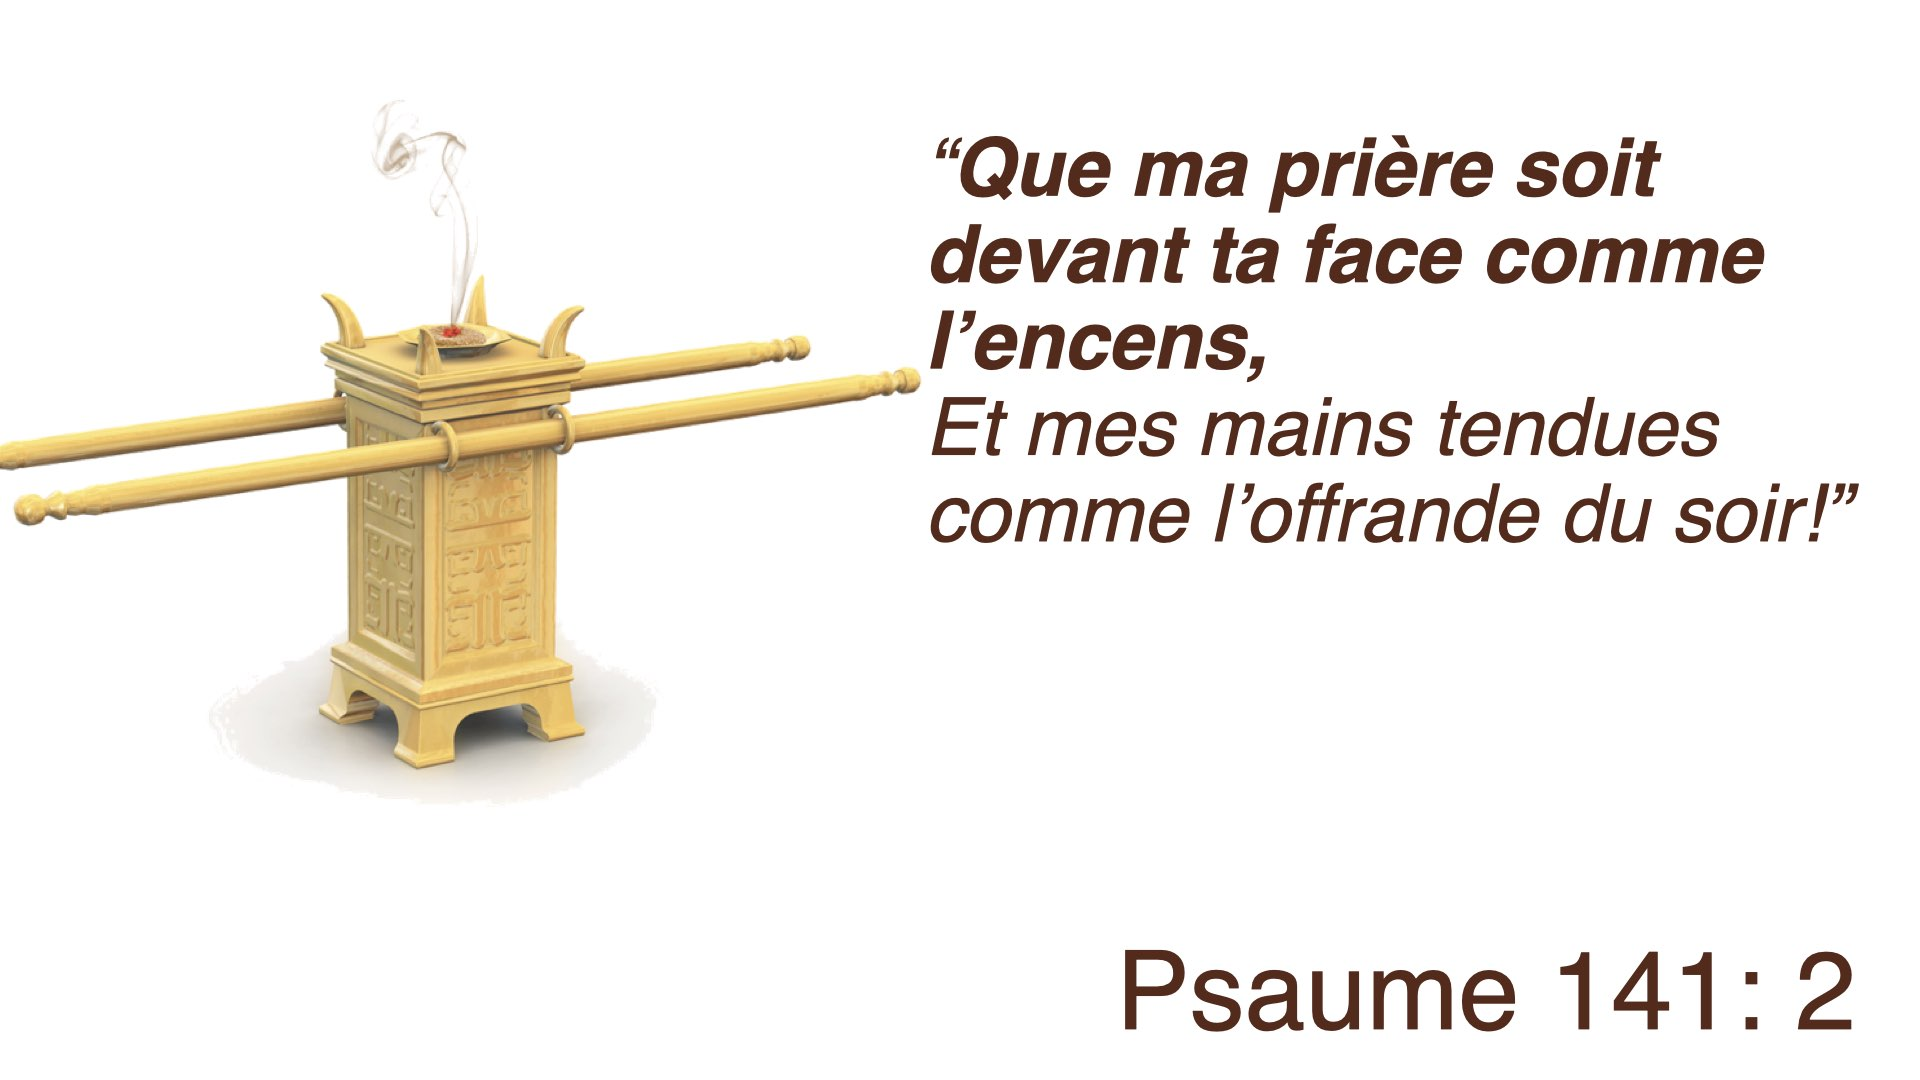 “Que ma prière soit
devant ta face comme
l’encens,
Et mes mains tendues
comme l’offrande du soir!”
Psaume 141: 2